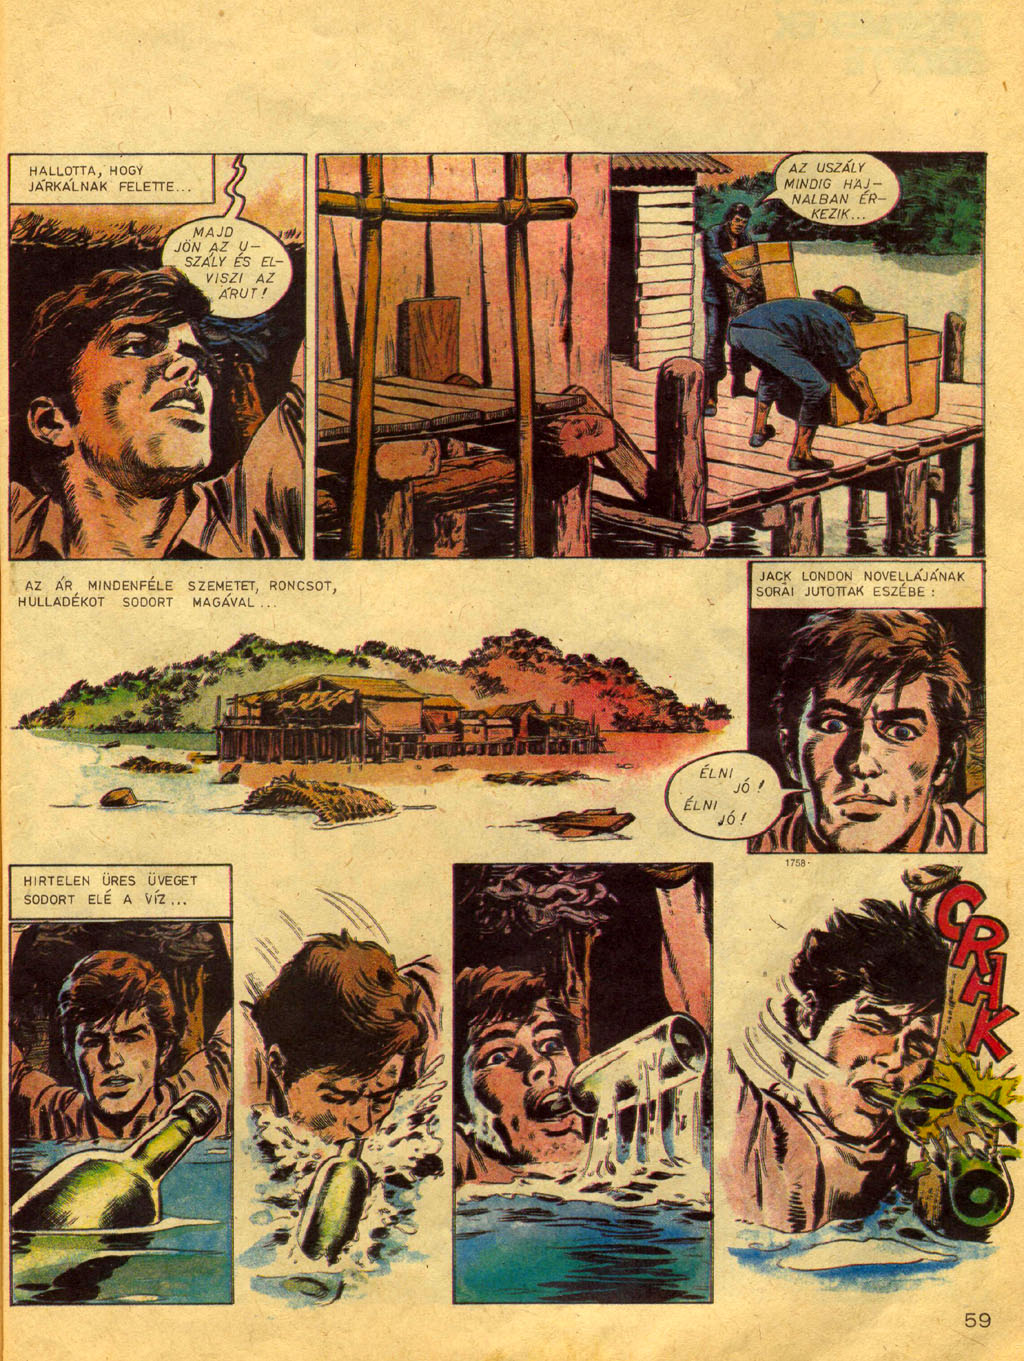 HALLOTTA, HOGY
JÁRKÁLNAK FELETTE...
MAJD
JÖN AZ U-
SZÁLY ÉS EL-
VISZI AZ
ÁRUT!
AZ USZÁLY
MINDIG HAJ-
NALBAN ÉR-
KEZIK...
AZ ÁR MINDENFÉLE SZEMETET, RONCSOT,
HULLADÉKOT SODORT MAGÁVAL...
JACK LONDON NOVELLÁJÁNAK
SORAI JUTOTTAK ESZÉBE:
ÉLNI
JÓ!
ÉLNI
JÓ!
1758.
HIRTELEN ÜRES ÜVEGET
SODORT ELÉ A VÍZ...
CRHK
59